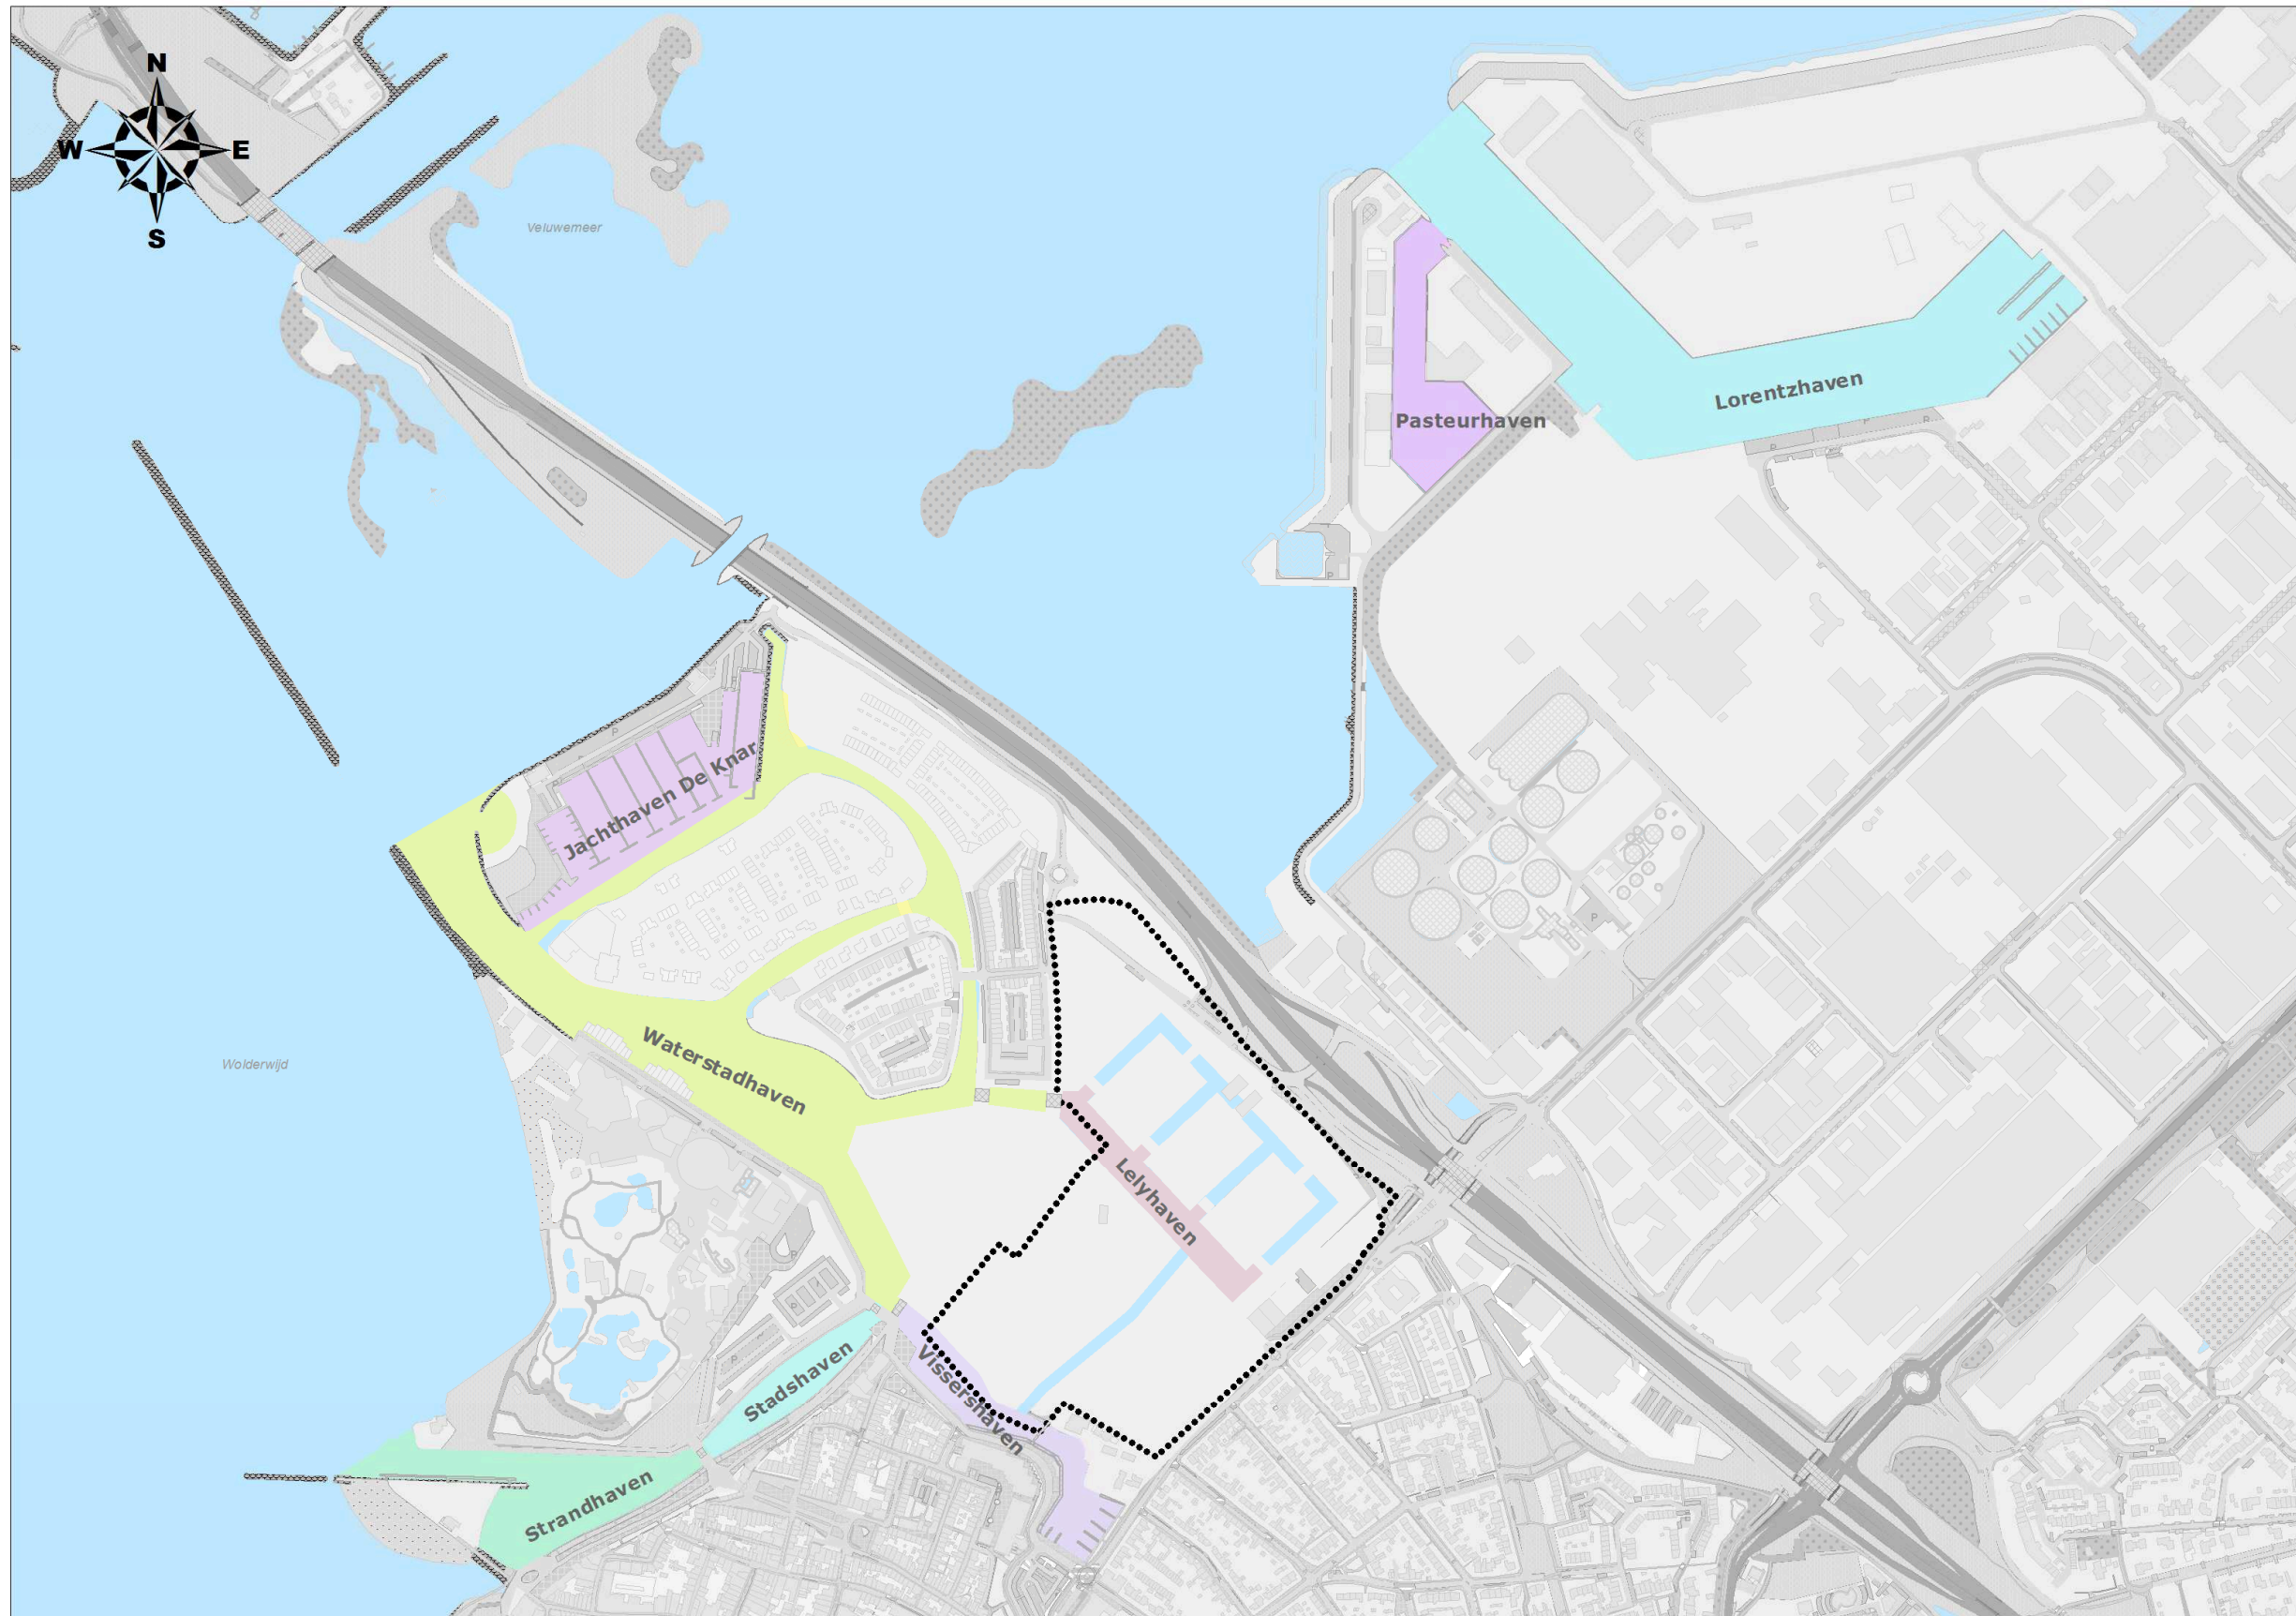 N
W E
S
Veluwemeer
Lorentzhaven
Pasteurhaven
P
P
P
P
P
Jachthaven De Knar
P
Waterstadhaven
Wolderwijd
Lelyhaven
Vissershaven
Stadshaven
P
Strandhaven